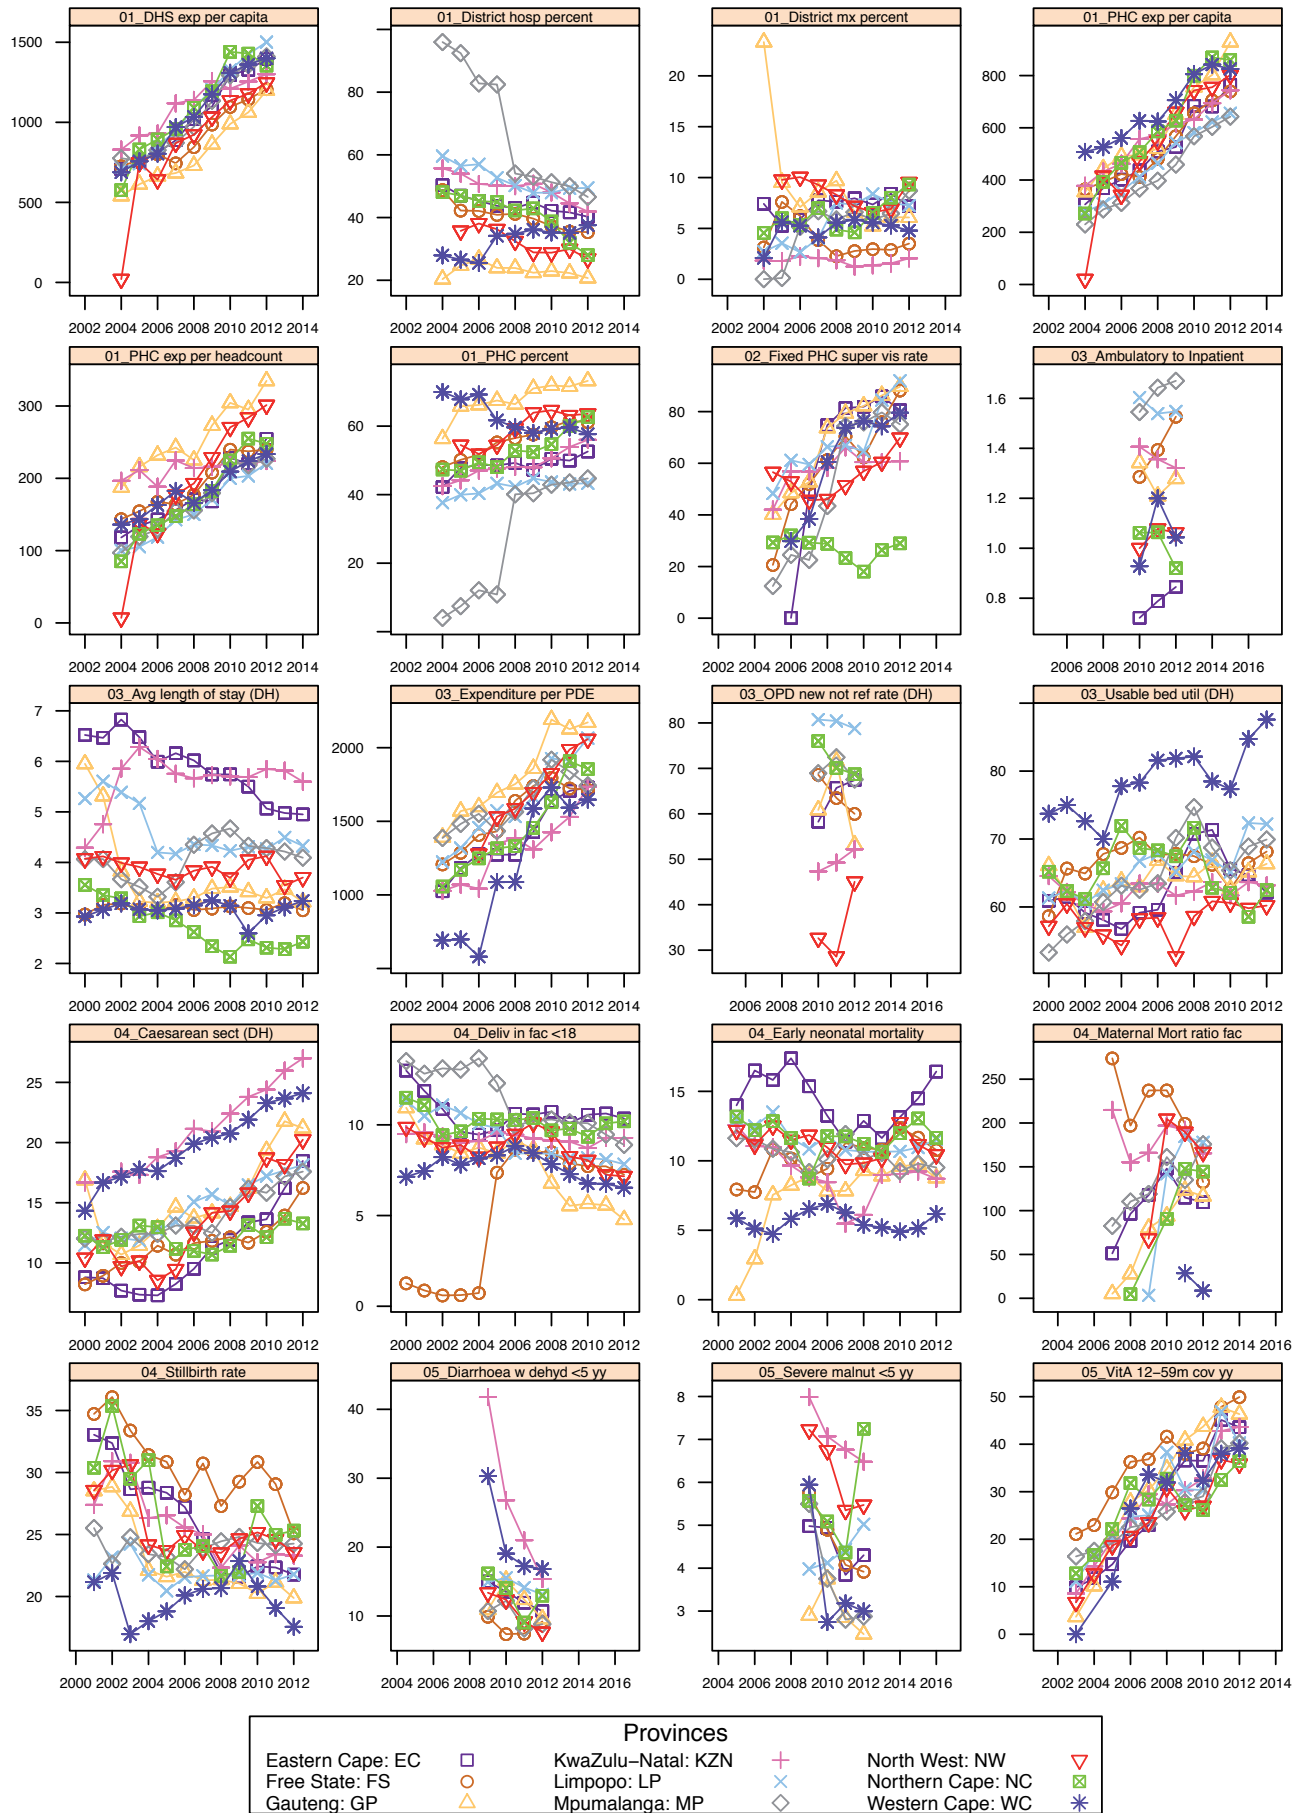 01_DHS exp per capita 01_District hosp percent 01_District mx percent 01_PHC exp per capita
1500 80 25 800
1000 60 20 600
500 40 15 400
0 20 10 200
5 0
0
2002 2004 2006 2008 2010 2012 2014 2002 2004 2006 2008 2010 2012 2014 2002 2004 2006 2008 2010 2012 2014 2002 2004 2006 2008 2010 2012 2014
01_PHC exp per headcount 01_PHC percent 02_Fixed PHC super vis rate 03_Ambulatory to Inpatient
300 60 80 1.6
200 40 60 1.4
100 20 40 1.2
0 20 1.0
0 0.8
2002 2004 2006 2008 2010 2012 2014 2002 2004 2006 2008 2010 2012 2014 2002 2004 2006 2008 2010 2012 2014 2006 2008 2010 2012 2014 2016
03_Avg length of stay (DH) 03_Expenditure per PDE 03_OPD new not ref rate (DH) 03_Usable bed util (DH)
7 2000 80 80
6 1500 70 70
5 1000 60 60
4 50
3 40
2 30
2000 2002 2004 2006 2008 2010 2012 2002 2004 2006 2008 2010 2012 2014 2006 2008 2010 2012 2014 2016 2000 2002 2004 2006 2008 2010 2012
04_Caesarean sect (DH) 04_Deliv in fac <18 04_Early neonatal mortality 04_Maternal Mort ratio fac
25 10 15 250
20 5 10 200
15 0 5 150
10 0 100
50
0
2000 2002 2004 2006 2008 2010 2012 2000 2002 2004 2006 2008 2010 2012 2000 2002 2004 2006 2008 2010 2012 2004 2006 2008 2010 2012 2014 2016
04_Stillbirth rate 05_Diarrhoea w dehyd <5 yy 05_Severe malnut <5 yy 05_VitA 12−59m cov yy
35 40 8 50
30 30 7 40
25 20 6 30
20 10 5 20
4 10
3 0
2000 2002 2004 2006 2008 2010 2012 2004 2006 2008 2010 2012 2014 2016 2004 2006 2008 2010 2012 2014 2016 2002 2004 2006 2008 2010 2012 2014
Provinces
Eastern Cape: EC KwaZulu−Natal: KZN North West: NW
Free State: FS Limpopo: LP Northern Cape: NC
Gauteng: GP Mpumalanga: MP Western Cape: WC